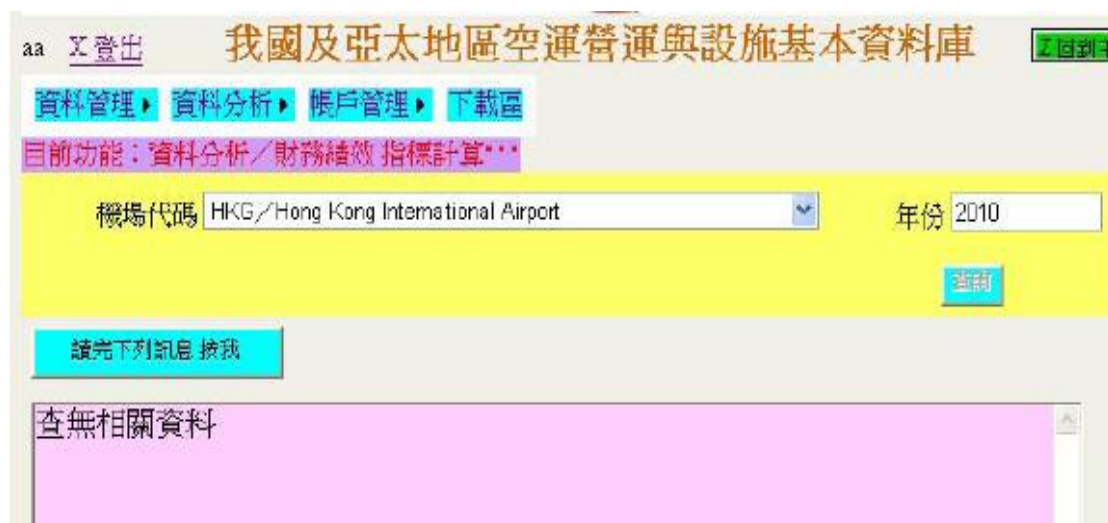 aa X 登出 我國及亞太地區空運營運與設施基本資料庫 Z 回到主
資料管理▶ 資料分析▶ 帳戶管理▶ 下載區
目前功能：資料分析／財務績效 指標計算･･･
機場代碼 HKG／Hong Kong International Airport 年份 2010
查詢
讀完下列訊息 按我
查無相關資料